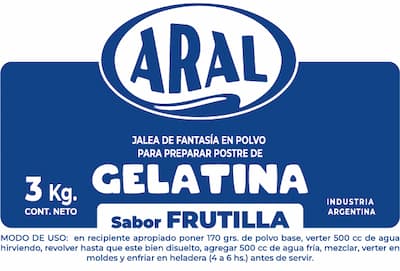 ARAL
JALEA DE FANTASÍA EN POLVO
PARA PREPARAR POSTRE DE
GELATINA
3 Kg.
CONT. NETO
INDUSTRIA
ARGENTINA
Sabor FRUTILLA
MODO DE USO: en recipiente apropiado poner 170 grs. de polvo base, verter 500 cc de agua
hirviendo, revolver hasta que este bien disuelto, agregar 500 cc de agua fría, mezclar, verter en
moldes y enfriar en heladera (4 a 6 hs.) antes de servir.